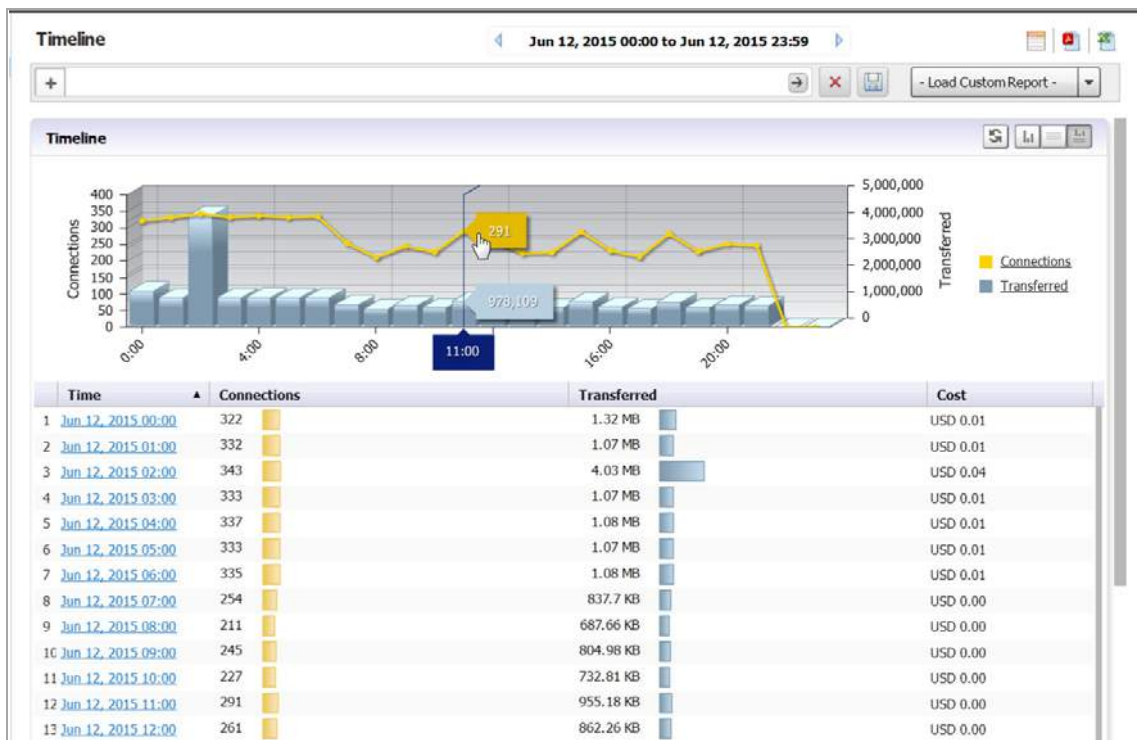 Timeline
Jun 12, 2015 00:00 to Jun 12, 2015 23:59
- Load Custom Report -
Timeline
400
350
300
250
200
150
100
50
0
Connections
5,000,000
4,000,000
3,000,000
2,000,000
1,000,000
0
Transferred
291
978,109
Connections
Transferred
0:00 4:00 8:00 11:00 16:00 20:00
Time Connections Transferred Cost
1 Jun 12, 2015 00:00 322 1.32 MB USD 0.01
2 Jun 12, 2015 01:00 332 1.07 MB USD 0.01
3 Jun 12, 2015 02:00 343 4.03 MB USD 0.04
4 Jun 12, 2015 03:00 333 1.07 MB USD 0.01
5 Jun 12, 2015 04:00 337 1.08 MB USD 0.01
6 Jun 12, 2015 05:00 333 1.07 MB USD 0.01
7 Jun 12, 2015 06:00 335 1.08 MB USD 0.01
8 Jun 12, 2015 07:00 254 837.7 KB USD 0.00
9 Jun 12, 2015 08:00 211 687.66 KB USD 0.00
10 Jun 12, 2015 09:00 245 804.98 KB USD 0.00
11 Jun 12, 2015 10:00 227 732.81 KB USD 0.00
12 Jun 12, 2015 11:00 291 955.18 KB USD 0.00
13 Jun 12, 2015 12:00 261 862.26 KB USD 0.00